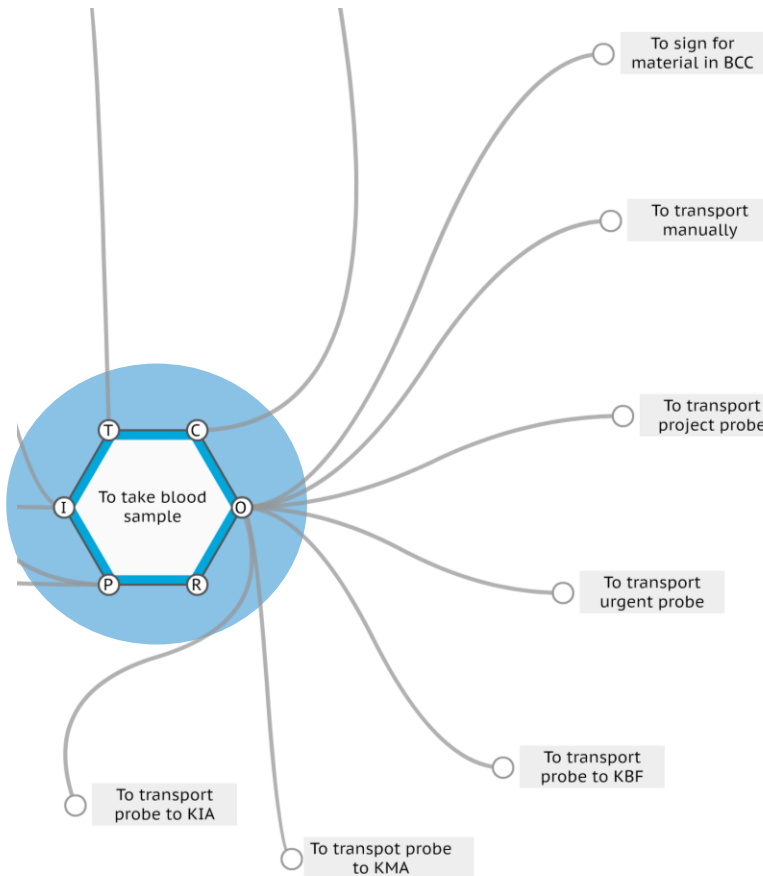 To sign for
material in BCC
To transport
manually
To transport
project probe
T
C
I
To take blood
sample
O
P
R
To transport
urgent probe
To transport
probe to KBF
To transport
probe to KIA
To transpot probe
to KMA